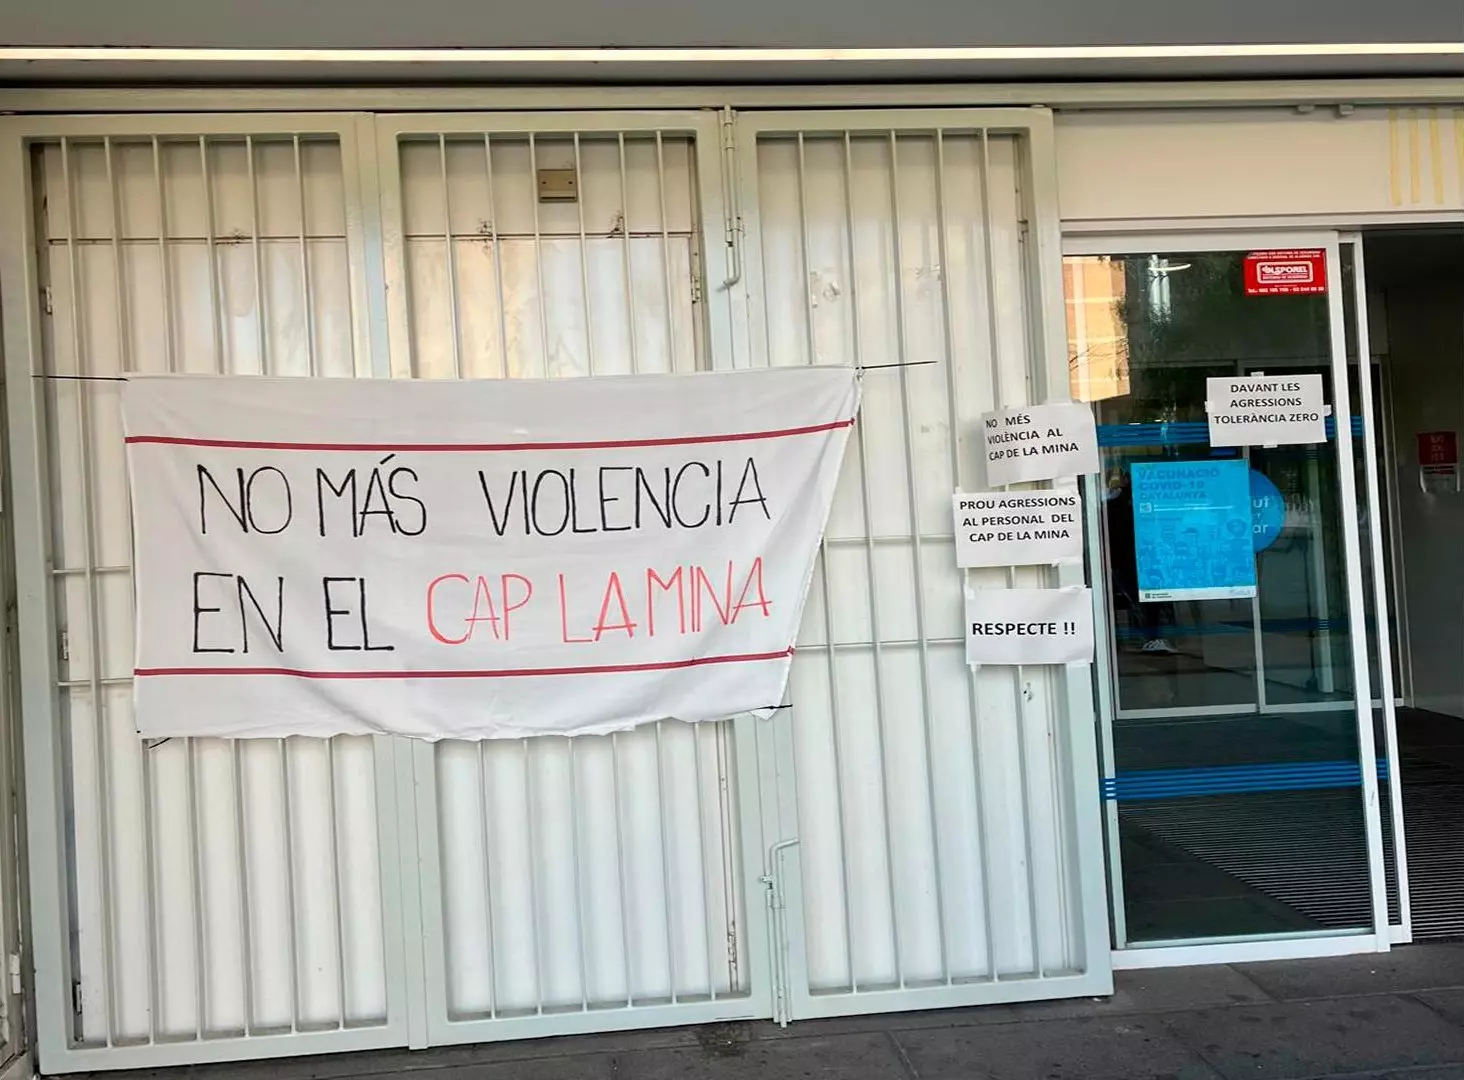 NO MÁS VIOLENCIA
EN EL CAP LA MINA
NO MÉS
VIOLÈNCIA AL
CAP DE LA MINA
PROU AGRESSIONS
AL PERSONAL DEL
CAP DE LA MINA
RESPECTE !!
DAVANT LES
AGRESSIONS
TOLERÀNCIA ZERO
VACUNACIÓ
COVID-19
CATALUNYA